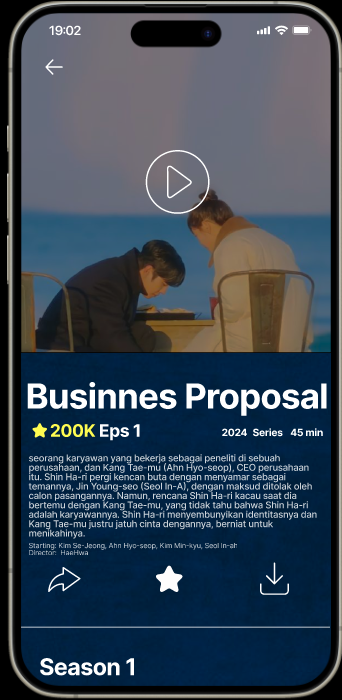 19:02
Businnes Proposal
200K Eps 1
2024 Series 45 min
seorang karyawan yang bekerja sebagai peneliti di sebuah
perusahaan, dan Kang Tae-mu (Ahn Hyo-seop), CEO perusahaan
itu. Shin Ha-ri pergi kencan buta dengan menyamar sebagai
temannya, Jin Young-seo (Seol In-A), dengan maksud ditolak oleh
calon pasangannya. Namun, rencana Shin Ha-ri kacau saat dia
bertemu dengan Kang Tae-mu, yang tidak tahu bahwa Shin Ha-ri
adalah karyawannya. Shin Ha-ri menyembunyikan identitasnya dan
Kang Tae-mu justru jatuh cinta dengannya, berniat untuk
menikahinya.
Starting: Kim Se-Jeong, Ahn Hyo-seop, Kim Min-kyu, Seol In-ah
Director: HaeHwa
Season 1